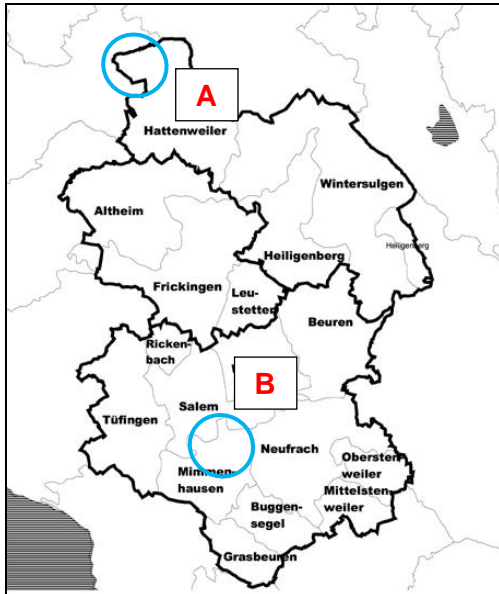 A
Hattenweiler
Wintersulgen
Altheim
Heiligenberg
Heiligenberg
Frickingen
Leu-
stetten
Beuren
Ricken-
bach
B
Salem
Tüfingen
Neufrach
Mimmen-
hausen
Obersten-
weiler
Mittelsten-
weiler
Buggen-
segel
Grasbeuren